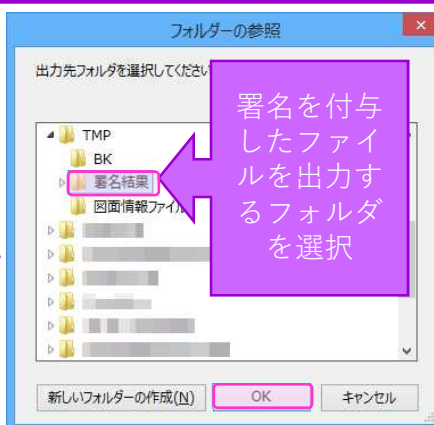 フォルダーの参照
×
出力先フォルダを選択してください
TMP
BK
署名結果
図面情報ファイル
署名を付与
したファイ
ルを出力す
るフォルダ
を選択
新しいフォルダーの作成(N)
OK
キャンセル